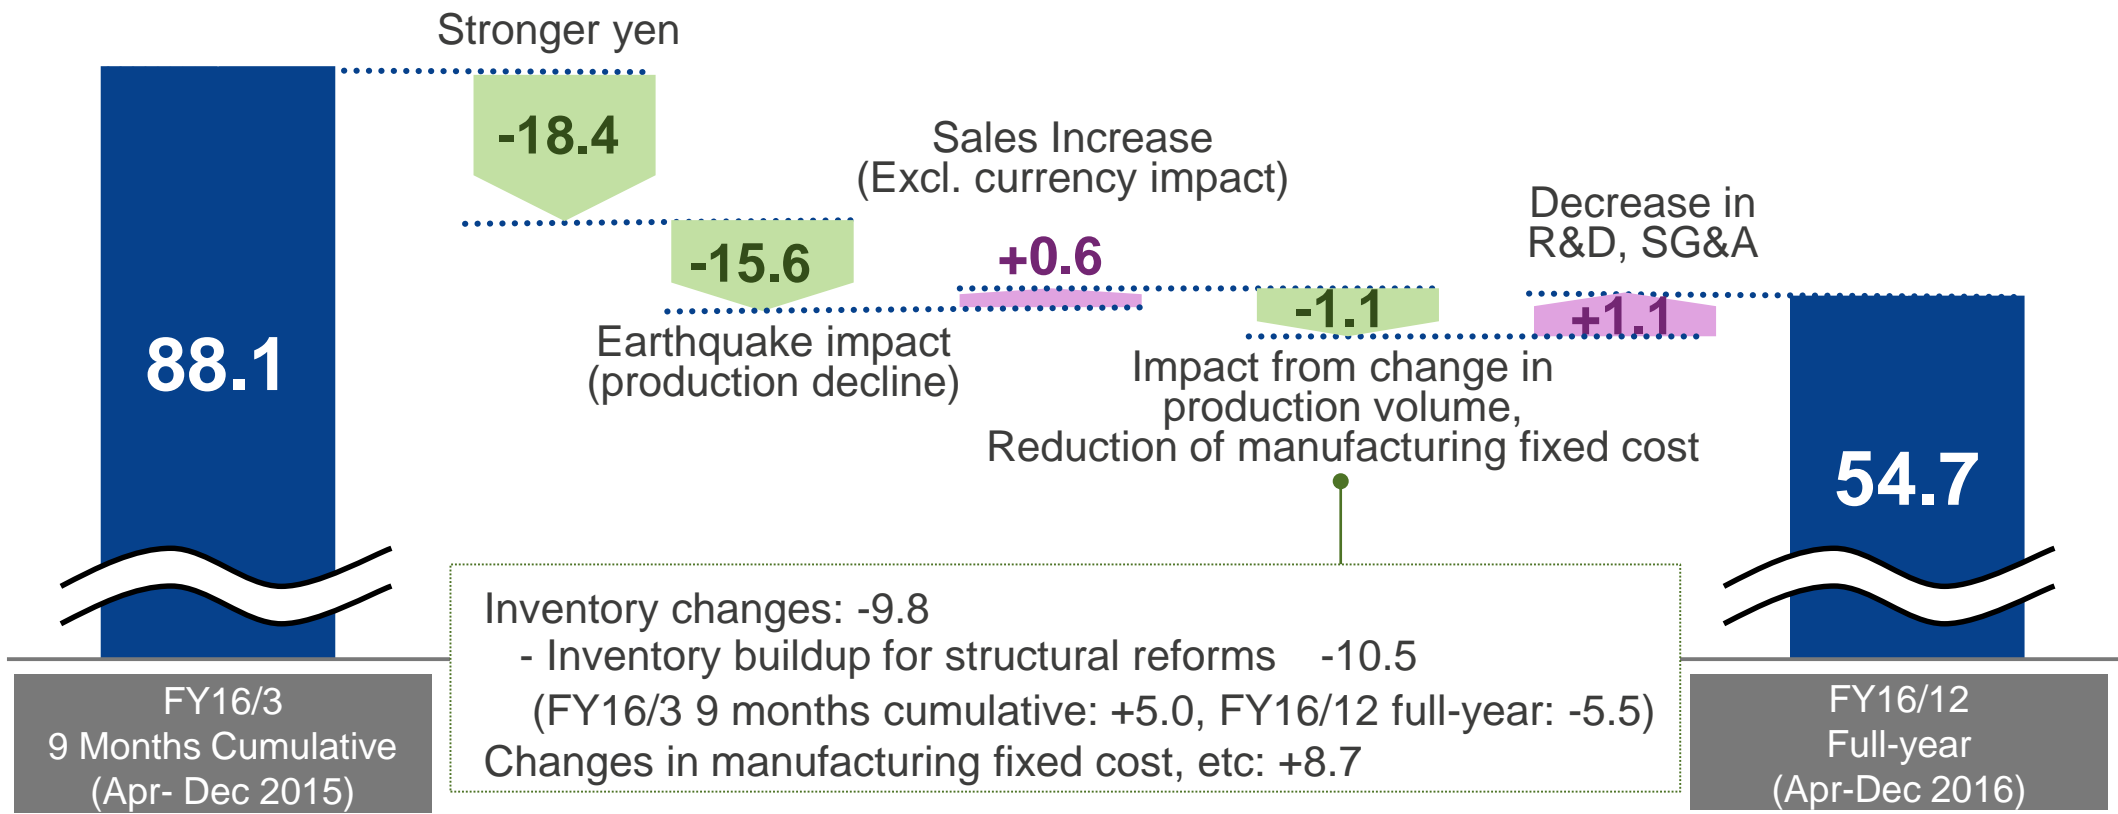 Stronger yen
-18.4
Sales Increase
(Excl. currency impact)
Decrease in
R&D, SG&A
-15.6
+0.6
-1.1
+1.1
88.1
Earthquake impact
(production decline)
Impact from change in
production volume,
Reduction of manufacturing fixed cost
54.7
Inventory changes: -9.8
- Inventory buildup for structural reforms -10.5
(FY16/3 9 months cumulative: +5.0, FY16/12 full-year: -5.5)
Changes in manufacturing fixed cost, etc: +8.7
FY16/3
9 Months Cumulative
(Apr- Dec 2015)
FY16/12
Full-year
(Apr-Dec 2016)